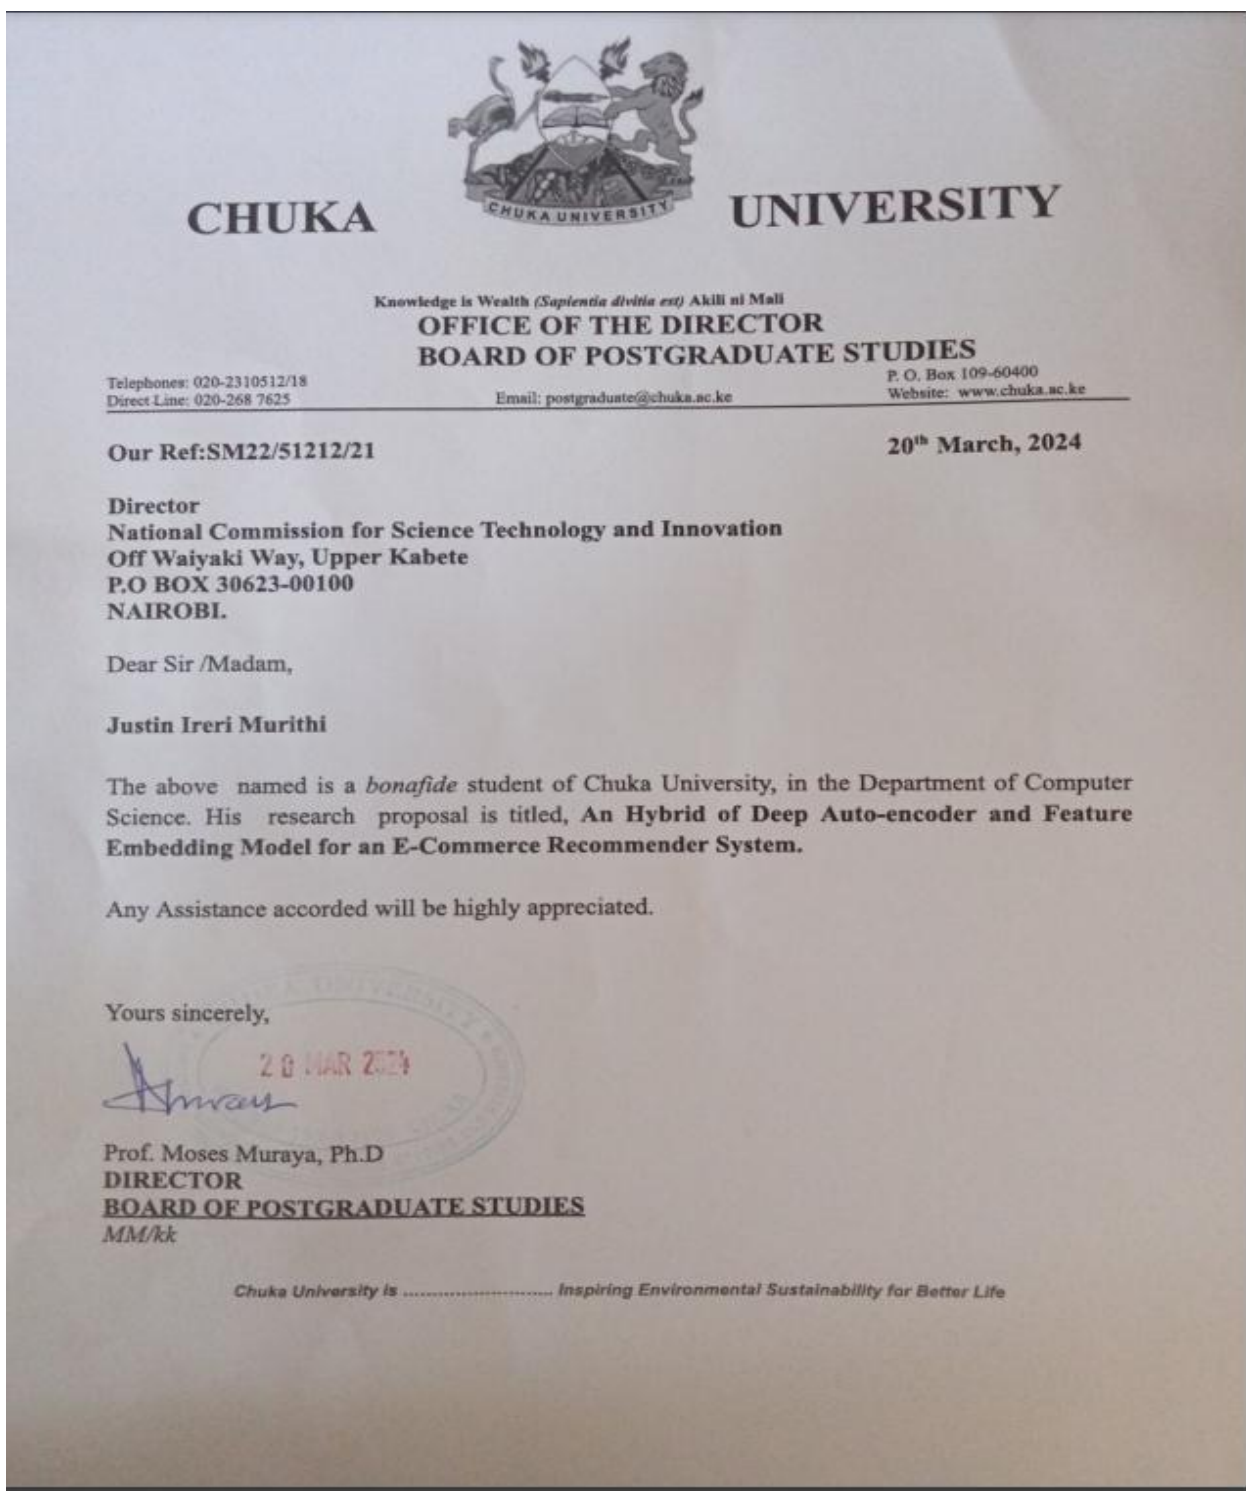 CHUKA UNIVERSITY
CHUKA UNIVERSITY
Knowledge is Wealth (Sapientia divitia est) Akili ni Mali
OFFICE OF THE DIRECTOR
BOARD OF POSTGRADUATE STUDIES
Telephones: 020-2310512/18
Direct Line: 020-268 7625
Email: postgraduate@chuka.ac.ke
P. O. Box 109-60400
Website: www.chuka.ac.ke
Our Ref:SM22/51212/21
20th March, 2024
Director
National Commission for Science Technology and Innovation
Off Waiyaki Way, Upper Kabete
P.O BOX 30623-00100
NAIROBI.
Dear Sir /Madam,
Justin Ireri Murithi
The above named is a bonafide student of Chuka University, in the Department of Computer
Science. His research proposal is titled, An Hybrid of Deep Auto-encoder and Feature
Embedding Model for an E-Commerce Recommender System.
Any Assistance accorded will be highly appreciated.
Yours sincerely,
20 MAR 2024
Prof. Moses Muraya, Ph.D
DIRECTOR
BOARD OF POSTGRADUATE STUDIES
MM/kk
Chuka University is .......................... Inspiring Environmental Sustainability for Better Life